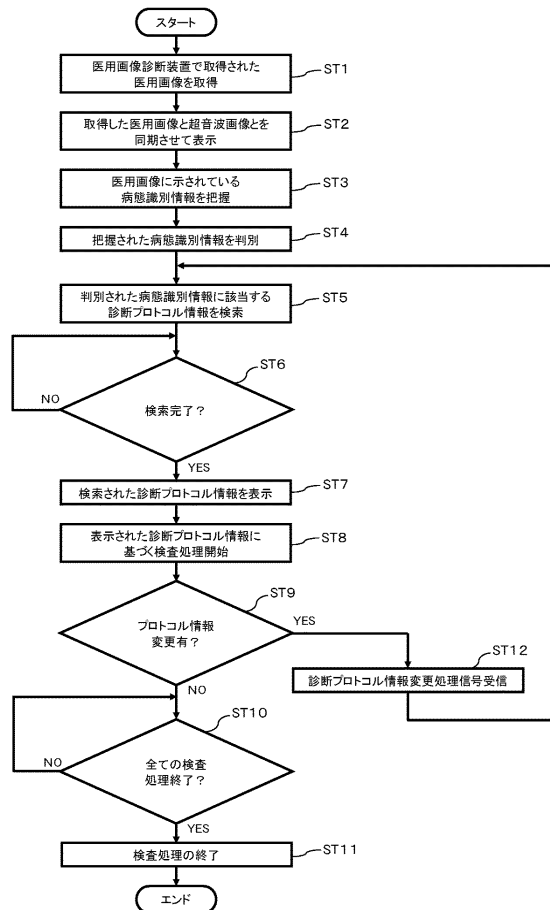 スタート
医用画像診断装置で取得された
医用画像を取得
ST1
取得した医用画像と超音波画像とを
同期させて表示
ST2
医用画像に示されている
病態識別情報を把握
ST3
把握された病態識別情報を判別
ST4
判別された病態識別情報に該当する
診断プロトコル情報を検索
ST5
ST6
NO
検索完了？
YES
検索された診断プロトコル情報を表示
ST7
表示された診断プロトコル情報に
基づく検査処理開始
ST8
ST9
プロトコル情報
変更有？
YES
NO
ST12
診断プロトコル情報変更処理信号受信
ST10
NO
全ての検査
処理終了？
YES
検査処理の終了
ST11
エンド